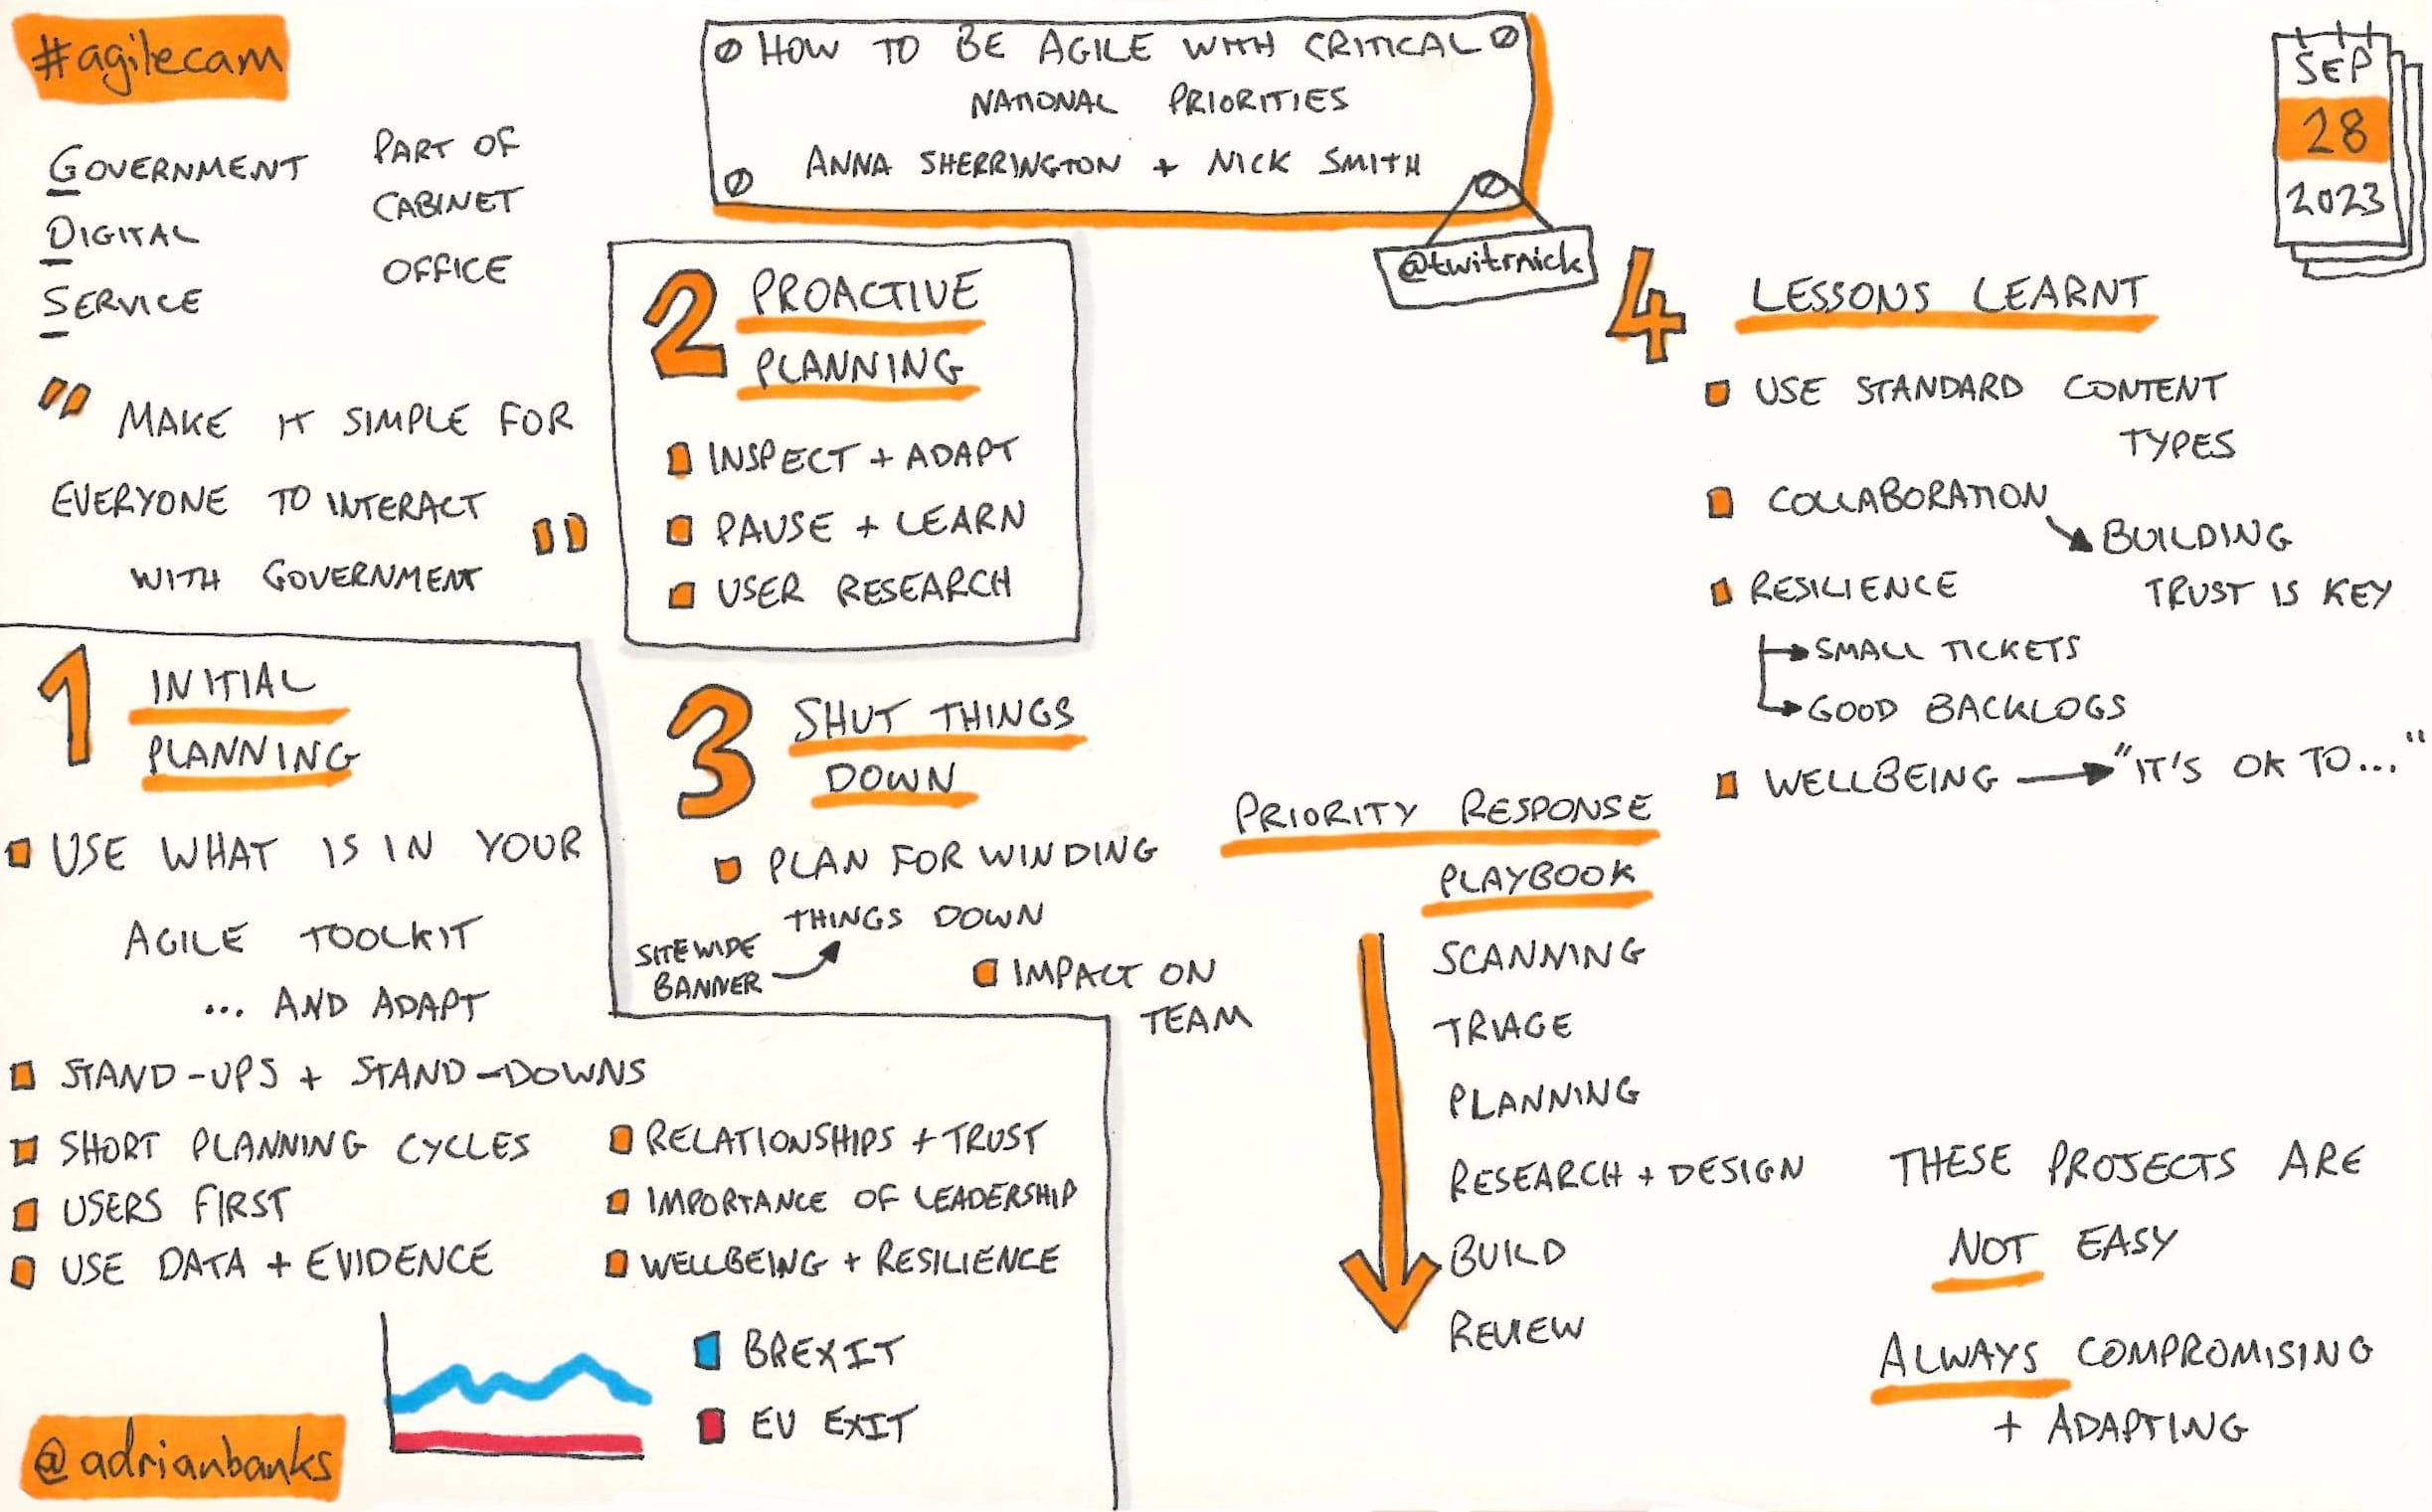 #agilecam
HOW TO BE AGILE WITH CRITICAL
NATIONAL PRIORITIES
ANNA SHERRINGTON + NICK SMITH
@twitrnick
SEP
28
2023
GOVERNMENT
DIGITAL
SERVICE
PART OF
CABINET
OFFICE
" MAKE IT SIMPLE FOR
EVERYONE TO INTERACT
WITH GOVERNMENT "
1 INITIAL
PLANNING
USE WHAT IS IN YOUR
AGILE TOOLKIT
... AND ADAPT
STAND-UPS + STAND-DOWNS
SHORT PLANNING CYCLES
USERS FIRST
USE DATA + EVIDENCE
RELATIONSHIPS + TRUST
IMPORTANCE OF LEADERSHIP
WELLBEING + RESILIENCE
BREXIT
EU EXIT
2 PROACTIVE
PLANNING
INSPECT + ADAPT
PAUSE + LEARN
USER RESEARCH
3 SHUT THINGS
DOWN
PLAN FOR WINDING
THINGS DOWN
SITEWIDE
BANNER
IMPACT ON
TEAM
PRIORITY RESPONSE
PLAYBOOK
SCANNING
TRIAGE
PLANNING
RESEARCH + DESIGN
BUILD
REVIEW
4 LESSONS LEARNT
USE STANDARD CONTENT
TYPES
COLLABORATION
BUILDING
TRUST IS KEY
RESILIENCE
SMALL TICKETS
GOOD BACKLOGS
WELLBEING "IT'S OK TO..."
THESE PROJECTS ARE
NOT EASY
ALWAYS COMPROMISING
+ ADAPTING
@adrianbanks